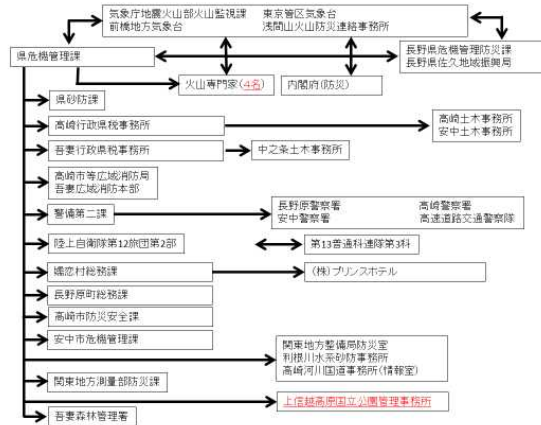 気象庁地震火山部火山監視課　東京管区気象台
前橋地方気象台　浅間山火山防災連絡事務所
県危機管理課
長野県危機管理防災課
長野県佐久地域振興局
火山専門家(4名)
内閣府(防災)
県砂防課
高崎行政県税事務所
高崎土木事務所
安中土木事務所
吾妻行政県税事務所
中之条土木事務所
高崎市等広域消防局
吾妻広域消防本部
警備第二課
長野原警察署　高崎警察署
安中警察署　高速道路交通警察隊
陸上自衛隊第12旅団第2部
第13普通科連隊第3科
嬬恋村総務課
(株)プリンスホテル
長野原町総務課
高崎市防災安全課
安中市危機管理課
関東地方整備局防災室
利根川水系砂防事務所
高崎河川国道事務所(情報室)
関東地方測量部防災課
上信越高原国立公園管理事務所
吾妻森林管理署